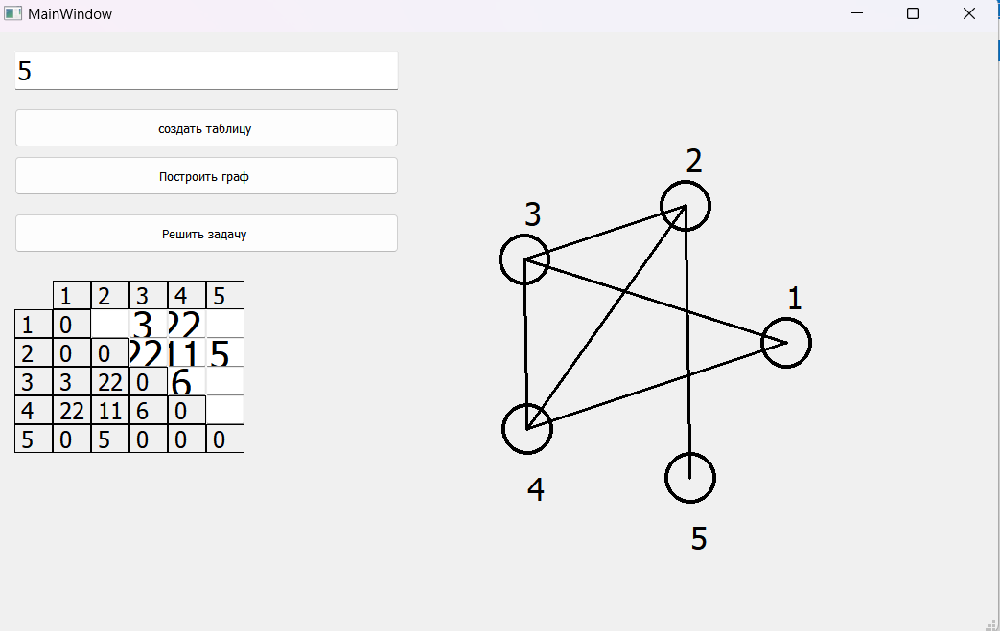 MainWindow
5
создать таблицу
Построить граф
Решить задачу
1 2 3 4 5
1 0 3 22
2 0 0 22 11 5
3 3 22 0 6
4 22 11 6 0
5 0 5 0 0 0
2
3
1
4
5